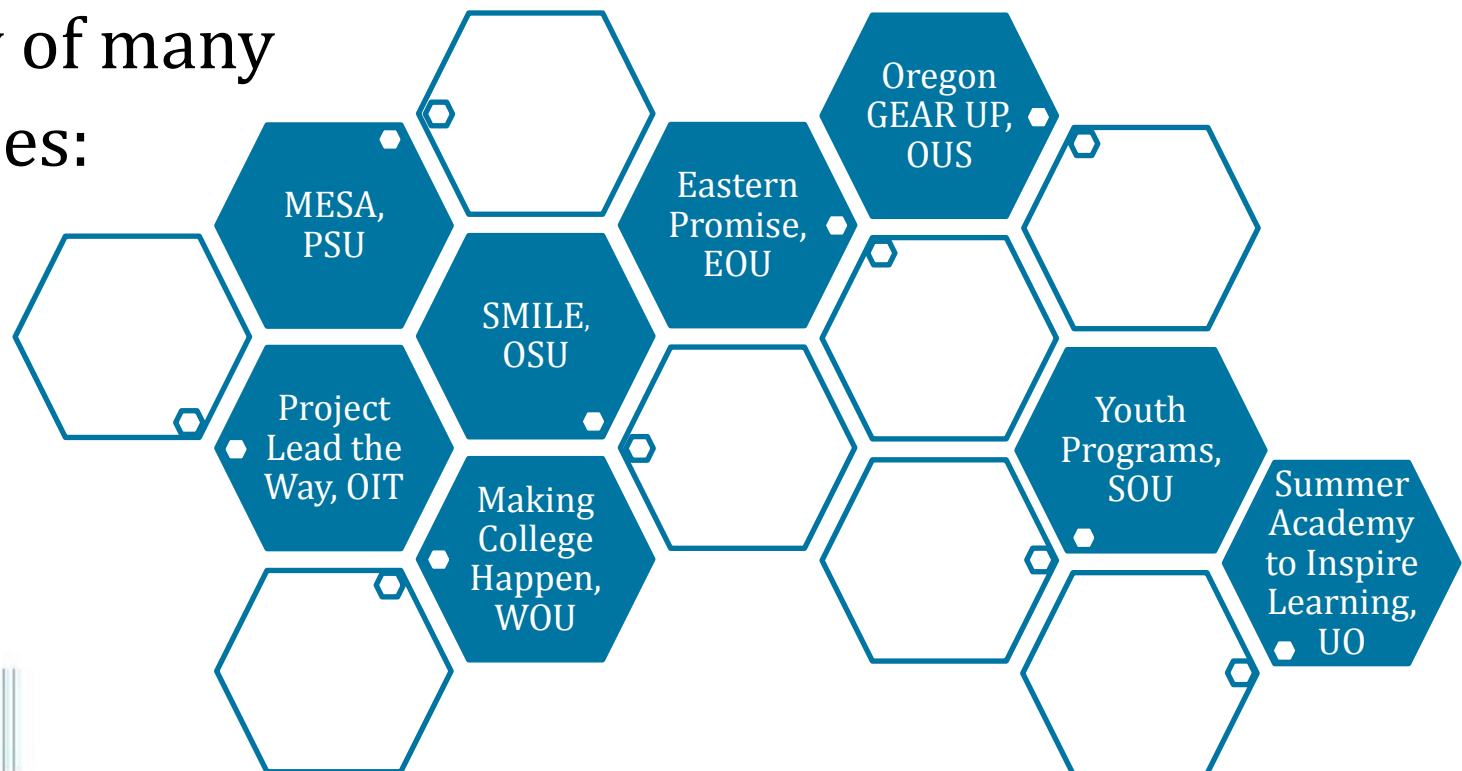 of many
es:
Oregon
GEAR UP,
OUS
MESA,
PSU
Eastern
Promise,
EOU
SMILE,
OSU
Project
Lead the
Way, OIT
Making
College
Happen,
WOU
Youth
Programs,
SOU
Summer
Academy
to Inspire
Learning,
UO